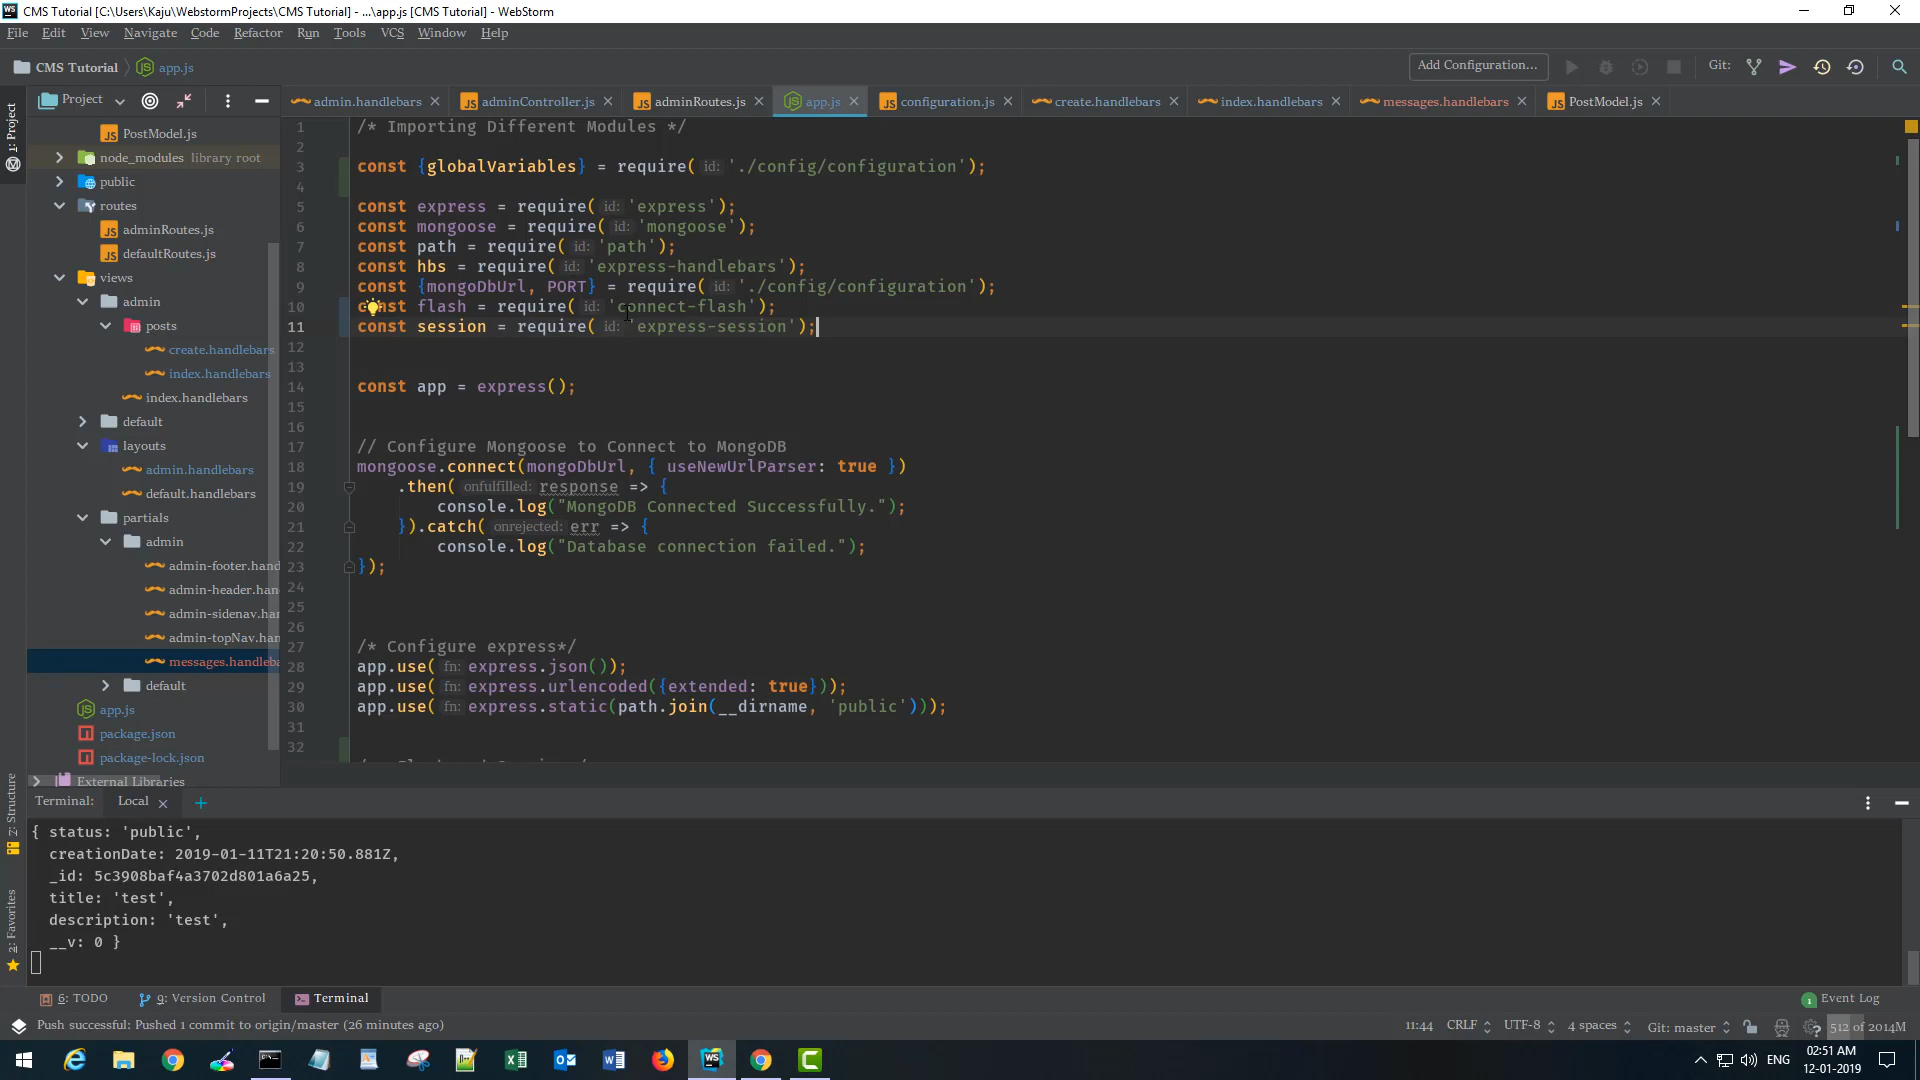 CMS Tutorial [C:\Users\Kaju\WebstormProjects\CMS Tutorial] - ...\app.js [CMS Tutorial] - WebStorm
File Edit View Navigate Code Refactor Run Tools VCS Window Help
CMS Tutorial app.js Add Configuration... Git:
Project admin.handlebars adminController.js adminRoutes.js app.js configuration.js create.handlebars index.handlebars messages.handlebars PostModel.js
1: Project
PostModel.js
node_modules library root
public
routes
adminRoutes.js
defaultRoutes.js
views
admin
posts
create.handlebars
index.handlebars
index.handlebars
default
layouts
admin.handlebars
default.handlebars
partials
admin
admin-footer.hand
admin-header.han
admin-sidenav.ha
admin-topNav.han
messages.handleba
default
app.js
package.json
package-lock.json
External Libraries
1 /* Importing Different Modules */
2
3 const {globalVariables} = require( id: './config/configuration');
4
5 const express = require( id: 'express');
6 const mongoose = require( id: 'mongoose');
7 const path = require( id: 'path');
8 const hbs = require( id: 'express-handlebars');
9 const {mongoDbUrl, PORT} = require( id: './config/configuration');
10 const flash = require( id: 'connect-flash');
11 const session = require( id: 'express-session');
12
13
14 const app = express();
15
16
17 // Configure Mongoose to Connect to MongoDB
18 mongoose.connect(mongoDbUrl, { useNewUrlParser: true })
19 .then( onfulfilled: response => {
20 console.log("MongoDB Connected Successfully.");
21 }).catch( onrejected: err => {
22 console.log("Database connection failed.");
23 });
24
25
26
27 /* Configure express*/
28 app.use( fn: express.json());
29 app.use( fn: express.urlencoded({extended: true}));
30 app.use( fn: express.static(path.join(__dirname, 'public')));
31
32
Z: Structure
2: Favorites
Terminal: Local
{ status: 'public',
creationDate: 2019-01-11T21:20:50.881Z,
_id: 5c3908baf4a3702d801a6a25,
title: 'test',
description: 'test',
__v: 0 }
6: TODO 9: Version Control Terminal 1 Event Log
Push successful: Pushed 1 commit to origin/master (26 minutes ago) 11:44 CRLF UTF-8 4 spaces Git: master 512 of 2014M
ENG 02:51 AM
12-01-2019